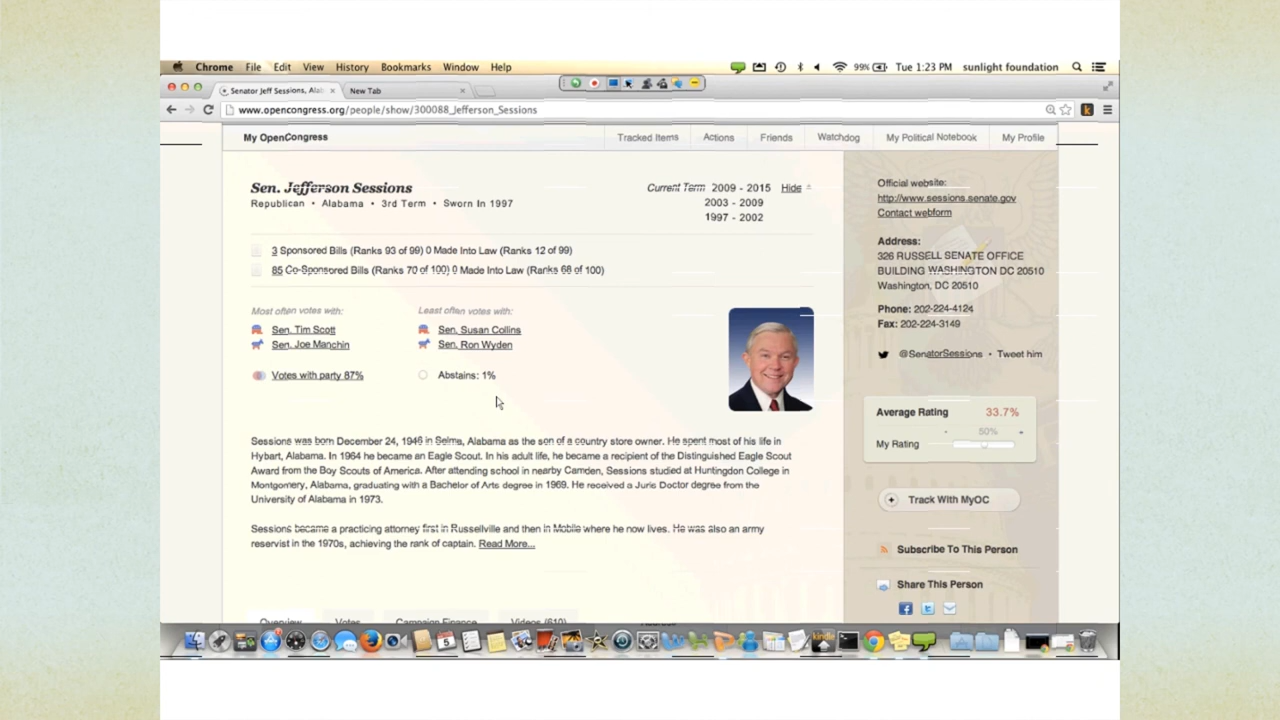 Chrome File Edit View History Bookmarks Window Help 99% Tue 1:23 PM sunlight foundation
Senator Jeff Sessions, Alab New Tab
www.opencongress.org/people/show/300088_Jefferson_Sessions
My OpenCongress Tracked Items Actions Friends Watchdog My Political Notebook My Profile
Sen. Jefferson Sessions
Republican • Alabama • 3rd Term • Sworn In 1997
Current Term 2009 - 2015 Hide
2003 - 2009
1997 - 2002
3 Sponsored Bills (Ranks 93 of 99) 0 Made Into Law (Ranks 12 of 99)
85 Co-Sponsored Bills (Ranks 70 of 100) 0 Made Into Law (Ranks 68 of 100)
Most often votes with:
Sen. Tim Scott
Sen. Joe Manchin
Votes with party 87%
Least often votes with:
Sen. Susan Collins
Sen. Ron Wyden
Abstains: 1%
Sessions was born December 24, 1946 in Selma, Alabama as the son of a country store owner. He spent most of his life in
Hybart, Alabama. In 1964 he became an Eagle Scout. In his adult life, he became a recipient of the Distinguished Eagle Scout
Award from the Boy Scouts of America. After attending school in nearby Camden, Sessions studied at Huntingdon College in
Montgomery, Alabama, graduating with a Bachelor of Arts degree in 1969. He received a Juris Doctor degree from the
University of Alabama in 1973.
Sessions became a practicing attorney first in Russellville and then in Mobile where he now lives. He was also an army
reservist in the 1970s, achieving the rank of captain. Read More...
Overview Votes Campaign Finance Videos (610)
Official website:
http://www.sessions.senate.gov
Contact webform
Address:
326 RUSSELL SENATE OFFICE
BUILDING WASHINGTON DC 20510
Washington, DC 20510
Phone: 202-224-4124
Fax: 202-224-3149
@SenatorSessions • Tweet him
Average Rating 33.7%
- 50% +
My Rating
Track With MyOC
Subscribe To This Person
Share This Person
5
kindle